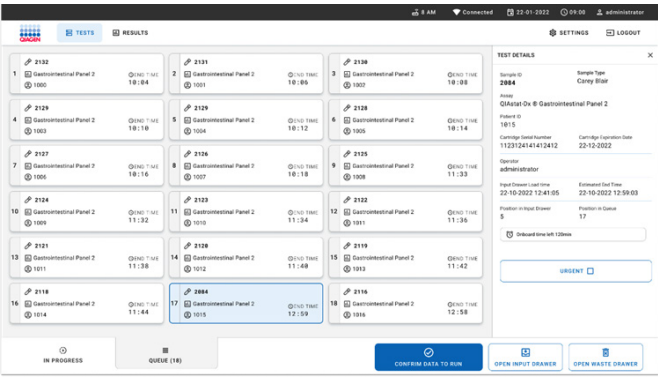 8 AM Connected 22-01-2022 09:00 administrator
QIAGEN TESTS RESULTS SETTINGS LOGOUT
1 2132
Gastrointestinal Panel 2 END TIME
1000 10:04
2 2131
Gastrointestinal Panel 2 END TIME
1001 10:06
3 2130
Gastrointestinal Panel 2 END TIME
1002 10:08
4 2129
Gastrointestinal Panel 2 END TIME
1003 10:10
5 2129
Gastrointestinal Panel 2 END TIME
1004 10:12
6 2128
Gastrointestinal Panel 2 END TIME
1005 10:14
7 2127
Gastrointestinal Panel 2 END TIME
1006 10:16
8 2126
Gastrointestinal Panel 2 END TIME
1007 10:18
9 2125
Gastrointestinal Panel 2 END TIME
1008 11:33
10 2124
Gastrointestinal Panel 2 END TIME
1009 11:32
11 2123
Gastrointestinal Panel 2 END TIME
1010 11:34
12 2122
Gastrointestinal Panel 2 END TIME
1011 11:36
13 2121
Gastrointestinal Panel 2 END TIME
1011 11:38
14 2120
Gastrointestinal Panel 2 END TIME
1012 11:40
15 2119
Gastrointestinal Panel 2 END TIME
1013 11:42
16 2118
Gastrointestinal Panel 2 END TIME
1014 11:44
17 2084
Gastrointestinal Panel 2 END TIME
1015 12:59
18 2116
Gastrointestinal Panel 2 END TIME
1016 12:58
TEST DETAILS
Sample ID Sample Type
2084 Carey Blair
Assay
QIAstat-Dx ® Gastrointestinal Panel 2
Patient ID
1015
Cartridge Serial Number Cartridge Expiration Date
1123124141412412 22-12-2022
Operator
administrator
Input Drawer Load time Estimated End Time
22-10-2022 12:41:05 22-10-2022 12:59:03
Position in Input Drawer Position in Queue
5 17
Onboard time left 120min
URGENT
IN PROGRESS
QUEUE (18)
CONFRIM DATA TO RUN
OPEN INPUT DRAWER
OPEN WASTE DRAWER